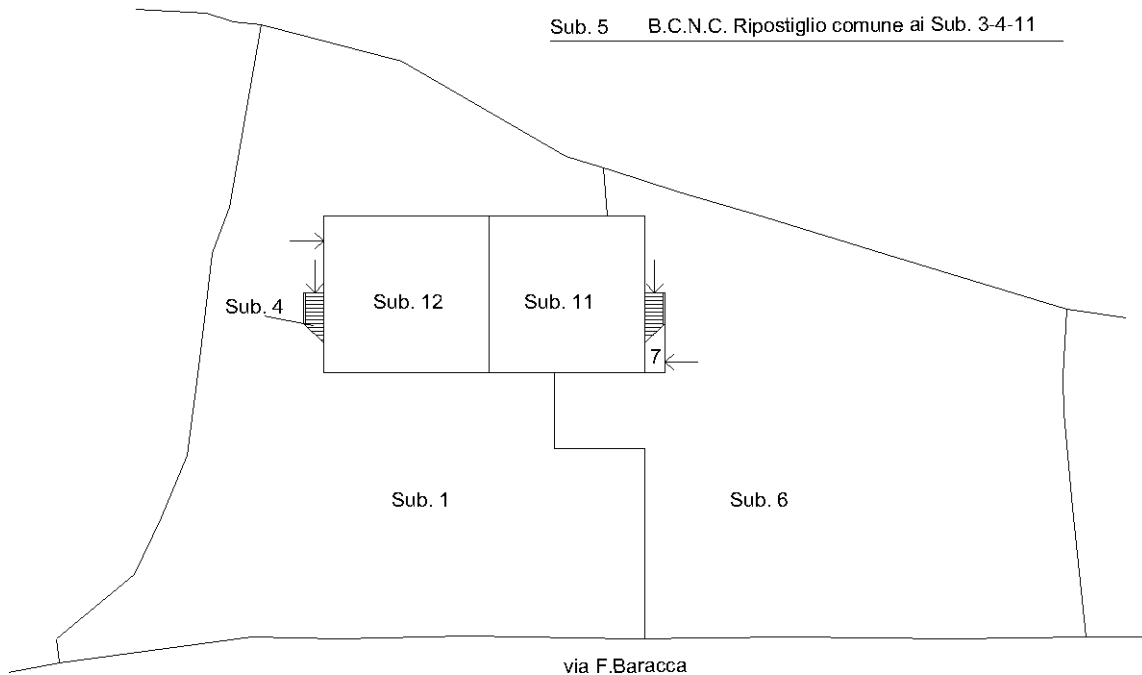 Sub. 5 B.C.N.C. Ripostiglio comune ai Sub. 3-4-11
Sub. 4
Sub. 12
Sub. 11
7
Sub. 1
Sub. 6
via F.Baracca